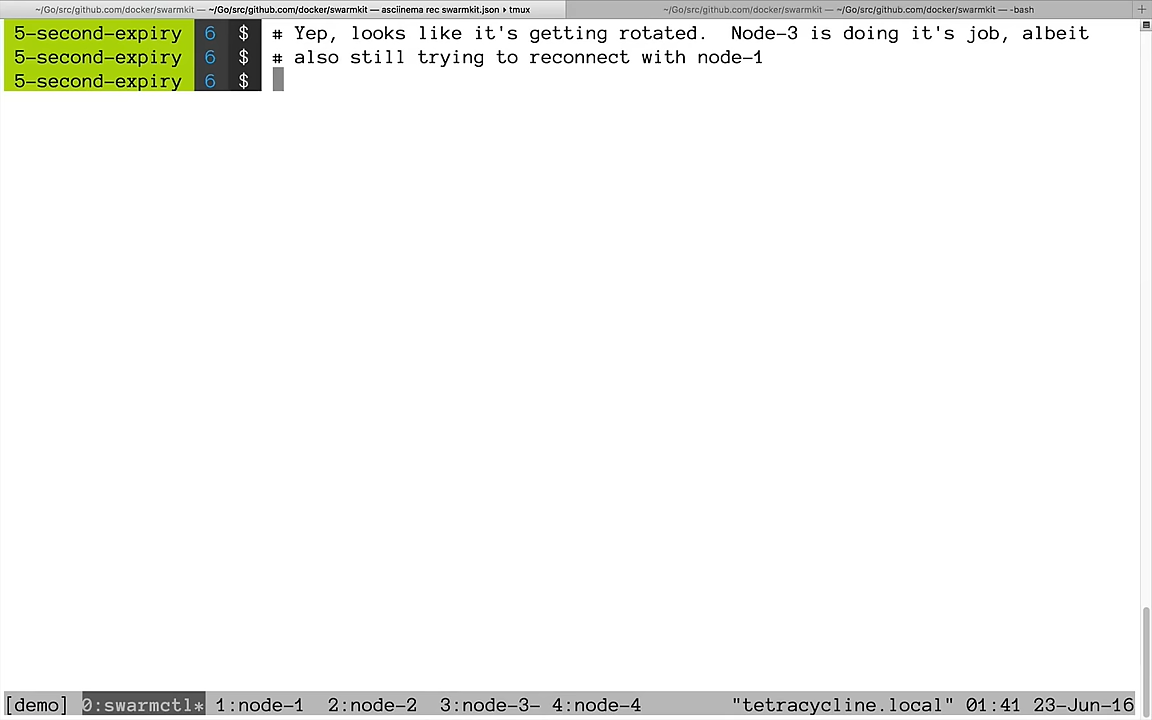 ~/Go/src/github.com/docker/swarmkit — ~/Go/src/github.com/docker/swarmkit — asciinema rec swarmkit.json ▸ tmux
~/Go/src/github.com/docker/swarmkit — ~/Go/src/github.com/docker/swarmkit — -bash +
5-second-expiry 6 $ # Yep, looks like it's getting rotated.  Node-3 is doing it's job, albeit
5-second-expiry 6 $ # also still trying to reconnect with node-1
5-second-expiry 6 $
[demo] 0:swarmctl* 1:node-1 2:node-2 3:node-3- 4:node-4 "tetracycline.local" 01:41 23-Jun-16